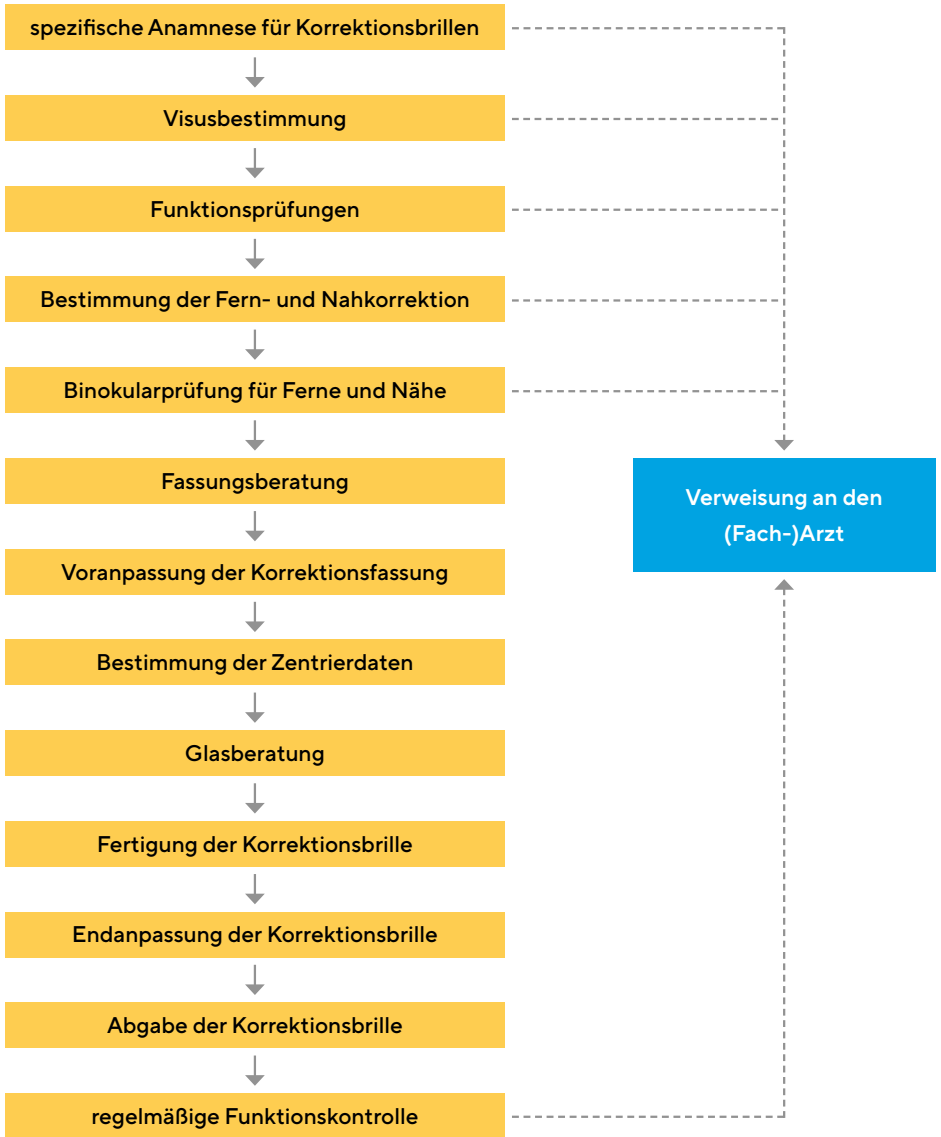 spezifische Anamnese für Korrektionsbrillen
Visusbestimmung
Funktionsprüfungen
Bestimmung der Fern- und Nahkorrektion
Binokularprüfung für Ferne und Nähe
Fassungsberatung
Verweisung an den
(Fach-)Arzt
Voranpassung der Korrektionsfassung
Bestimmung der Zentrierdaten
Glasberatung
Fertigung der Korrektionsbrille
Endanpassung der Korrektionsbrille
Abgabe der Korrektionsbrille
regelmäßige Funktionskontrolle